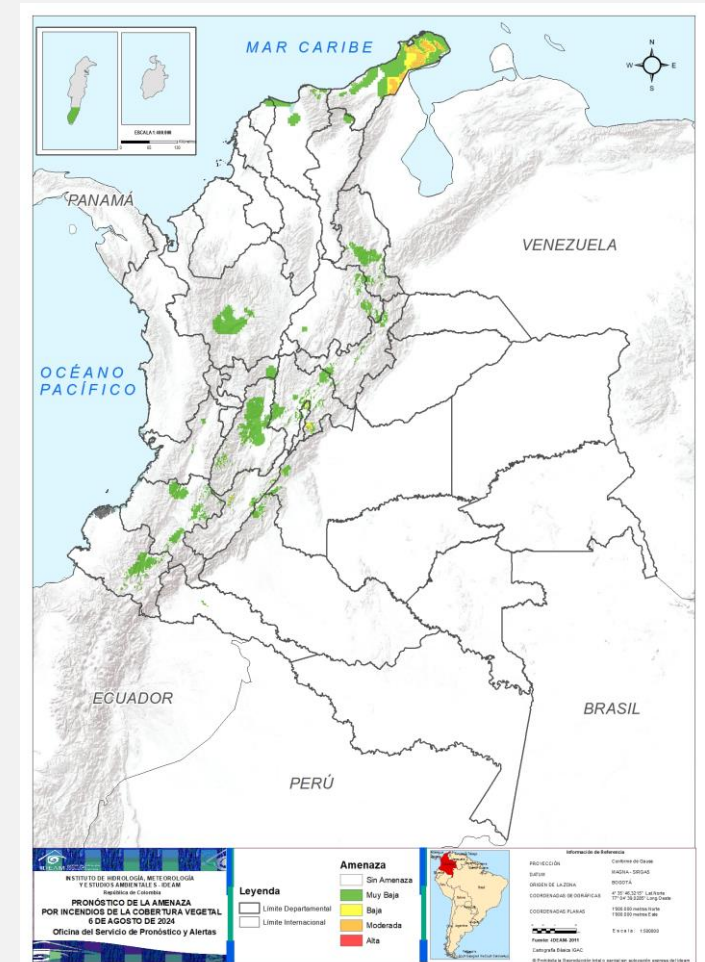 MAR CARIBE
N
W
E
S
PANAMÁ
VENEZUELA
OCÉANO
PACÍFICO
ECUADOR
BRASIL
PERÚ
INSTITUTO DE HIDROLOGÍA, METEOROLOGÍA
Y ESTUDIOS AMBIENTALES - IDEAM
República de Colombia
PRONÓSTICO DE LA AMENAZA
POR INCENDIOS DE LA COBERTURA VEGETAL
6 DE AGOSTO DE 2024
Oficina del Servicio de Pronóstico y Alertas
Leyenda
Límite Departamental
Límite Internacional
Amenaza
Sin Amenaza
Muy Baja
Baja
Moderada
Alta
Información de Referencia
PROYECCIÓN
Conforme de Gauss
DATUM
MAGNA - SIRGAS
ORIGEN DE LA ZONA
BOGOTÁ
COORDENADAS GEOGRÁFICAS
COORDENADAS PLANAS
Fuente: IDEAM 2011
Cartografía Básica IGAC